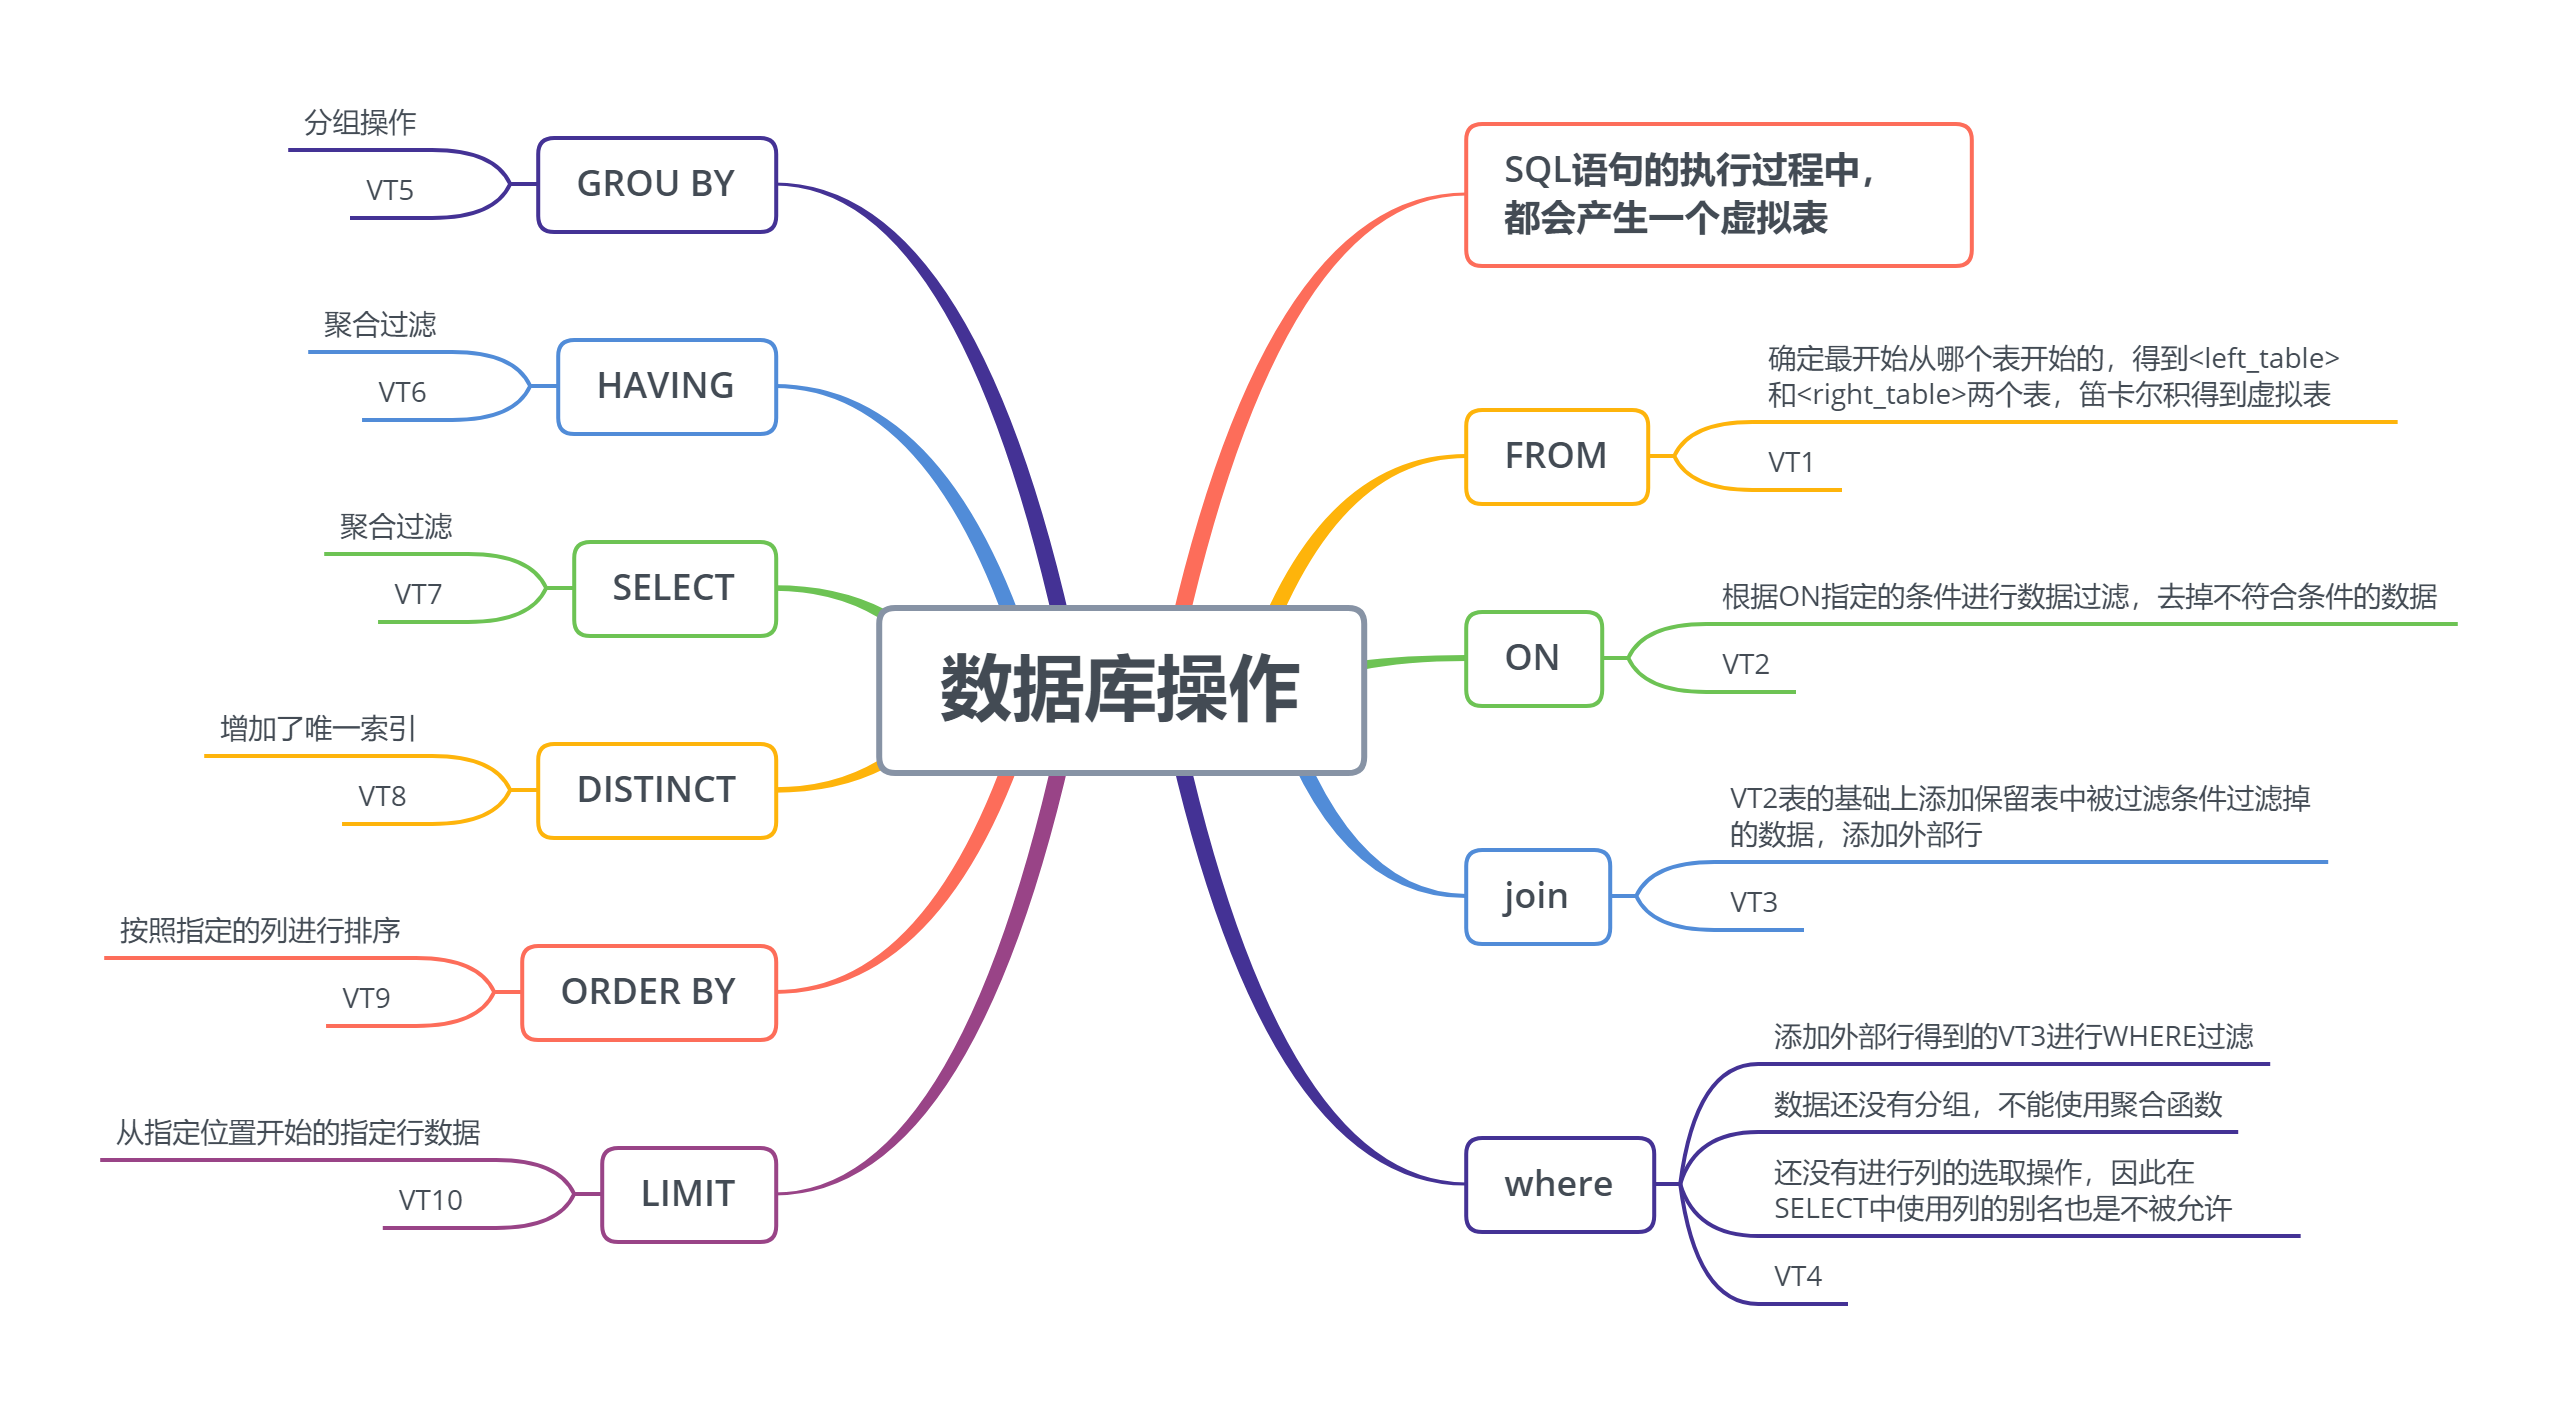 数据库操作
SQL语句的执行过程中，
都会产生一个虚拟表
FROM
确定最开始从哪个表开始的，得到<left_table>
和<right_table>两个表，笛卡尔积得到虚拟表
VT1
ON
根据ON指定的条件进行数据过滤，去掉不符合条件的数据
VT2
join
VT2表的基础上添加保留表中被过滤条件过滤掉
的数据，添加外部行
VT3
where
添加外部行得到的VT3进行WHERE过滤
数据还没有分组，不能使用聚合函数
还没有进行列的选取操作，因此在
SELECT中使用列的别名也是不被允许
VT4
GROU BY
分组操作
VT5
HAVING
聚合过滤
VT6
SELECT
聚合过滤
VT7
DISTINCT
增加了唯一索引
VT8
ORDER BY
按照指定的列进行排序
VT9
LIMIT
从指定位置开始的指定行数据
VT10